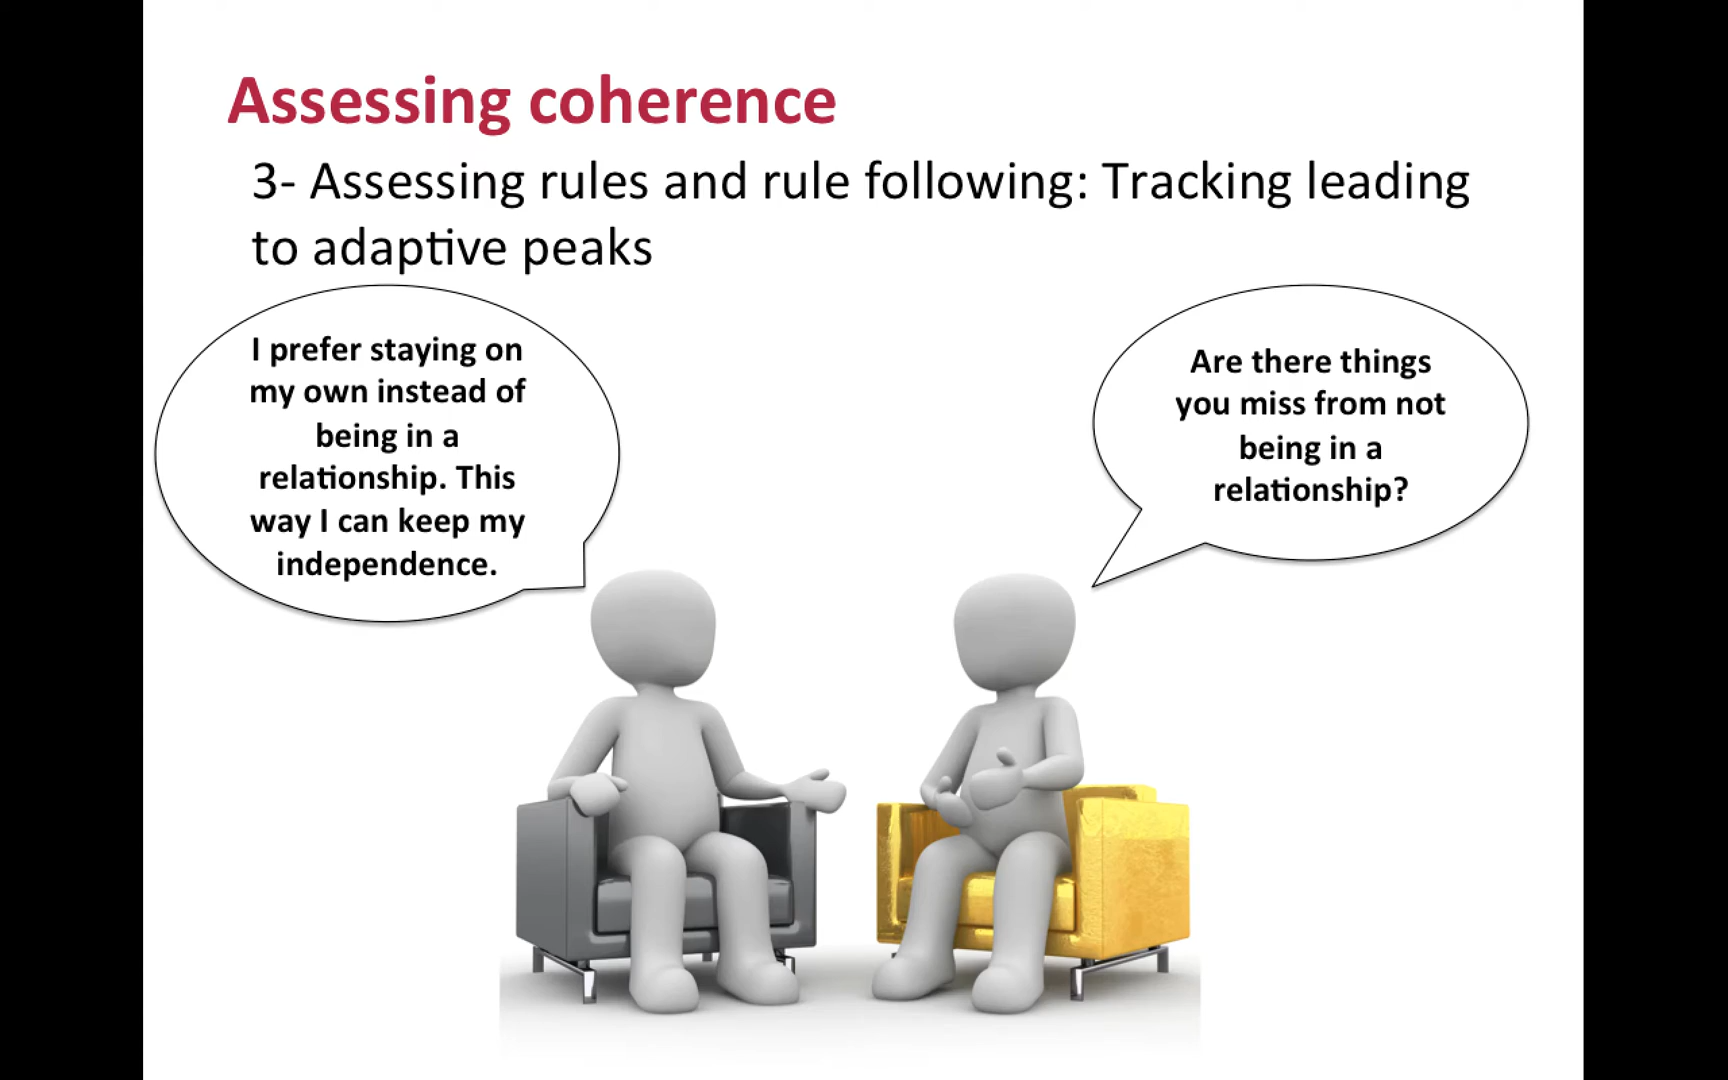 Assessing coherence
3- Assessing rules and rule following: Tracking leading
to adaptive peaks
I prefer staying on
my own instead of
being in a
relationship. This
way I can keep my
independence.
Are there things
you miss from not
being in a
relationship?